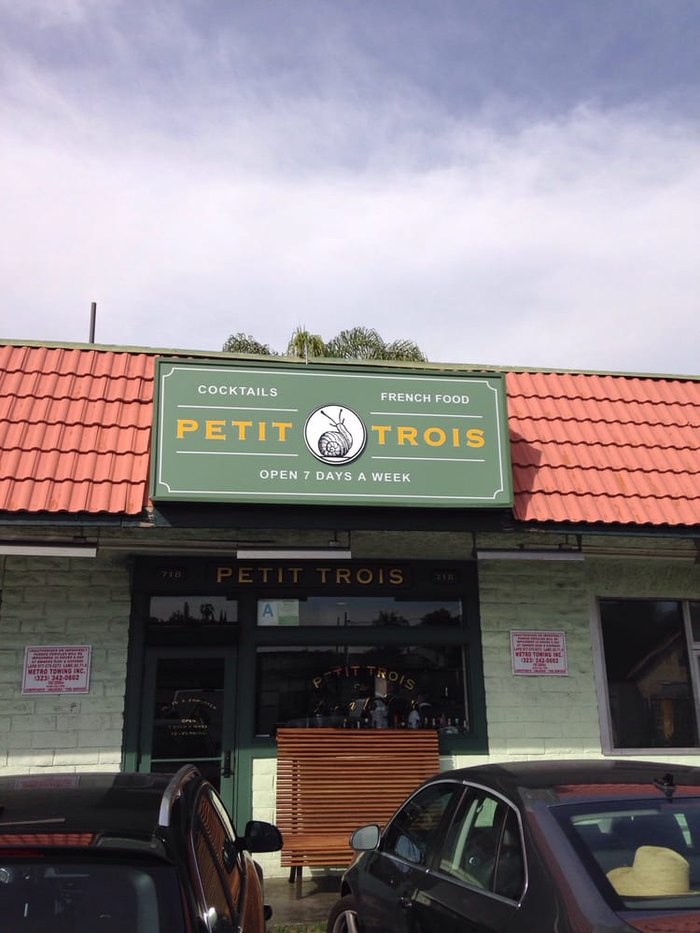 COCKTAILS
FRENCH FOOD
PETIT TROIS
OPEN 7 DAYS A WEEK
718 PETIT TROIS 718
A
PETIT TROIS
METRO TOWING INC.
(323) 342-0602
METRO TOWING INC.
(323) 342-0602